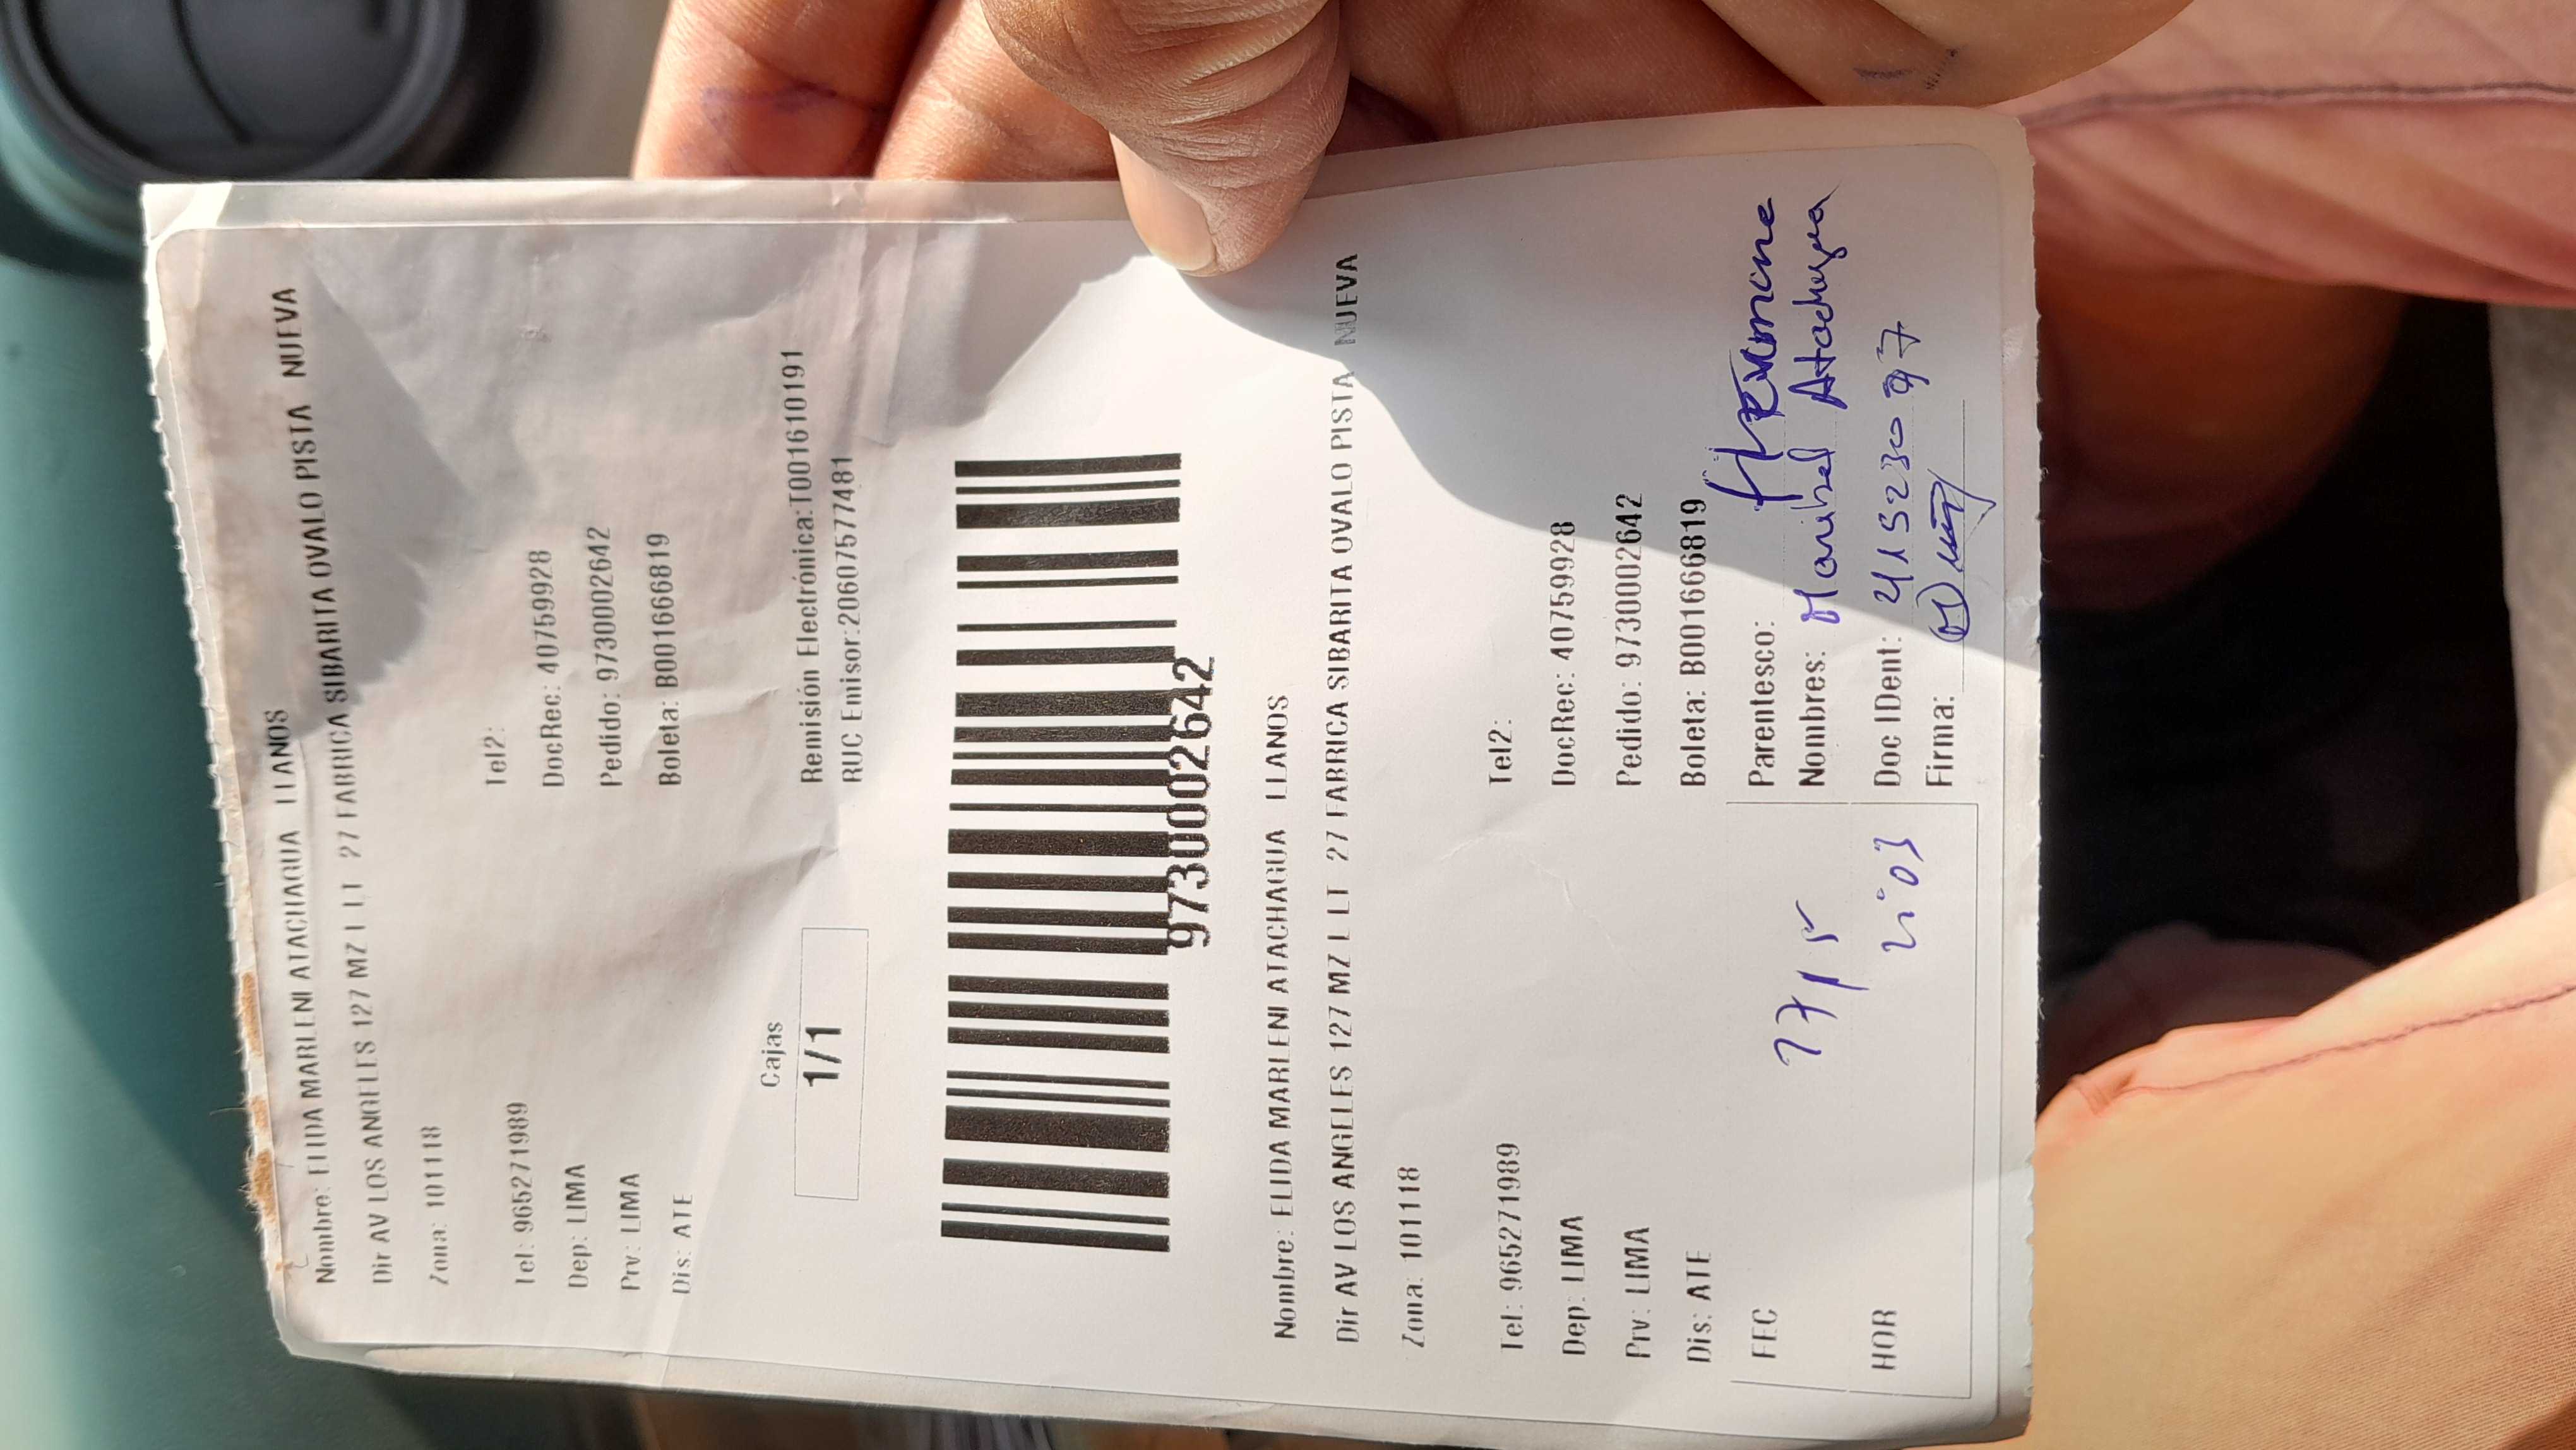 Nombre: ELIDA MARLENI ATACHAGUA LLANOS
Dir AV LOS ANGELES 127 MZ I LT 27 FABRICA SIBARITA OVALO PISTA NUEVA
Zona: 101118
Tel: 965271989 Tel2:
Dep: LIMA DocRec: 40759928
Prv: LIMA Pedido: 9730002642
Dis: ATE Boleta: B001666819
Cajas
1/1
Remisión Electrónica:T001610191
RUC Emisor:20607577481
9730002642
Nombre: ELIDA MARLENI ATACHAGUA LLANOS
Dir AV LOS ANGELES 127 MZ I LT 27 FABRICA SIBARITA OVALO PISTA NUEVA
Zona: 101118
Tel: 965271989 Tel2:
Dep: LIMA DocRec: 40759928
Prv: LIMA Pedido: 9730002642
Dis: ATE Boleta: B001666819
FEC Parentesco:
Nombres: Maribel
HOR Doc IDent: 41523097
Firma: